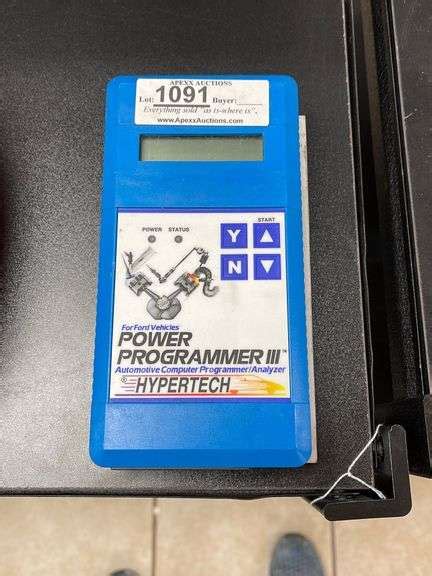 APEXX AUCTIONS
Lot: 1091 Buyer:
Everything sold "as is-where is".
www.ApexxAuctions.com
START
POWER STATUS
Y
N
For Ford Vehicles
POWER
PROGRAMMER III™
Automotive Computer Programmer/Analyzer
HYPERTECH